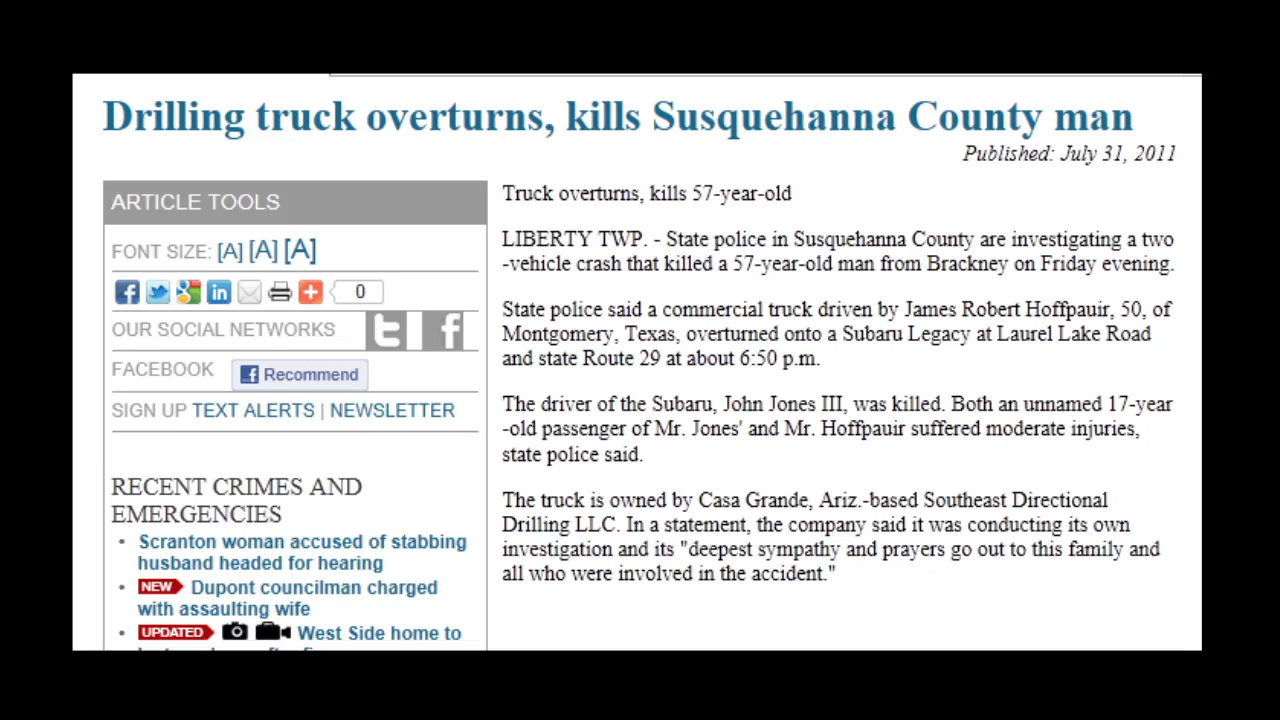 Drilling truck overturns, kills Susquehanna County man
Published: July 31, 2011
ARTICLE TOOLS
FONT SIZE: [A] [A] [A]
0
OUR SOCIAL NETWORKS
FACEBOOK Recommend
SIGN UP TEXT ALERTS | NEWSLETTER
RECENT CRIMES AND
EMERGENCIES
• Scranton woman accused of stabbing
husband headed for hearing
• NEW Dupont councilman charged
with assaulting wife
• UPDATED West Side home to
Truck overturns, kills 57-year-old
LIBERTY TWP. - State police in Susquehanna County are investigating a two
-vehicle crash that killed a 57-year-old man from Brackney on Friday evening.
State police said a commercial truck driven by James Robert Hoffpauir, 50, of
Montgomery, Texas, overturned onto a Subaru Legacy at Laurel Lake Road
and state Route 29 at about 6:50 p.m.
The driver of the Subaru, John Jones III, was killed. Both an unnamed 17-year
-old passenger of Mr. Jones' and Mr. Hoffpauir suffered moderate injuries,
state police said.
The truck is owned by Casa Grande, Ariz.-based Southeast Directional
Drilling LLC. In a statement, the company said it was conducting its own
investigation and its "deepest sympathy and prayers go out to this family and
all who were involved in the accident."